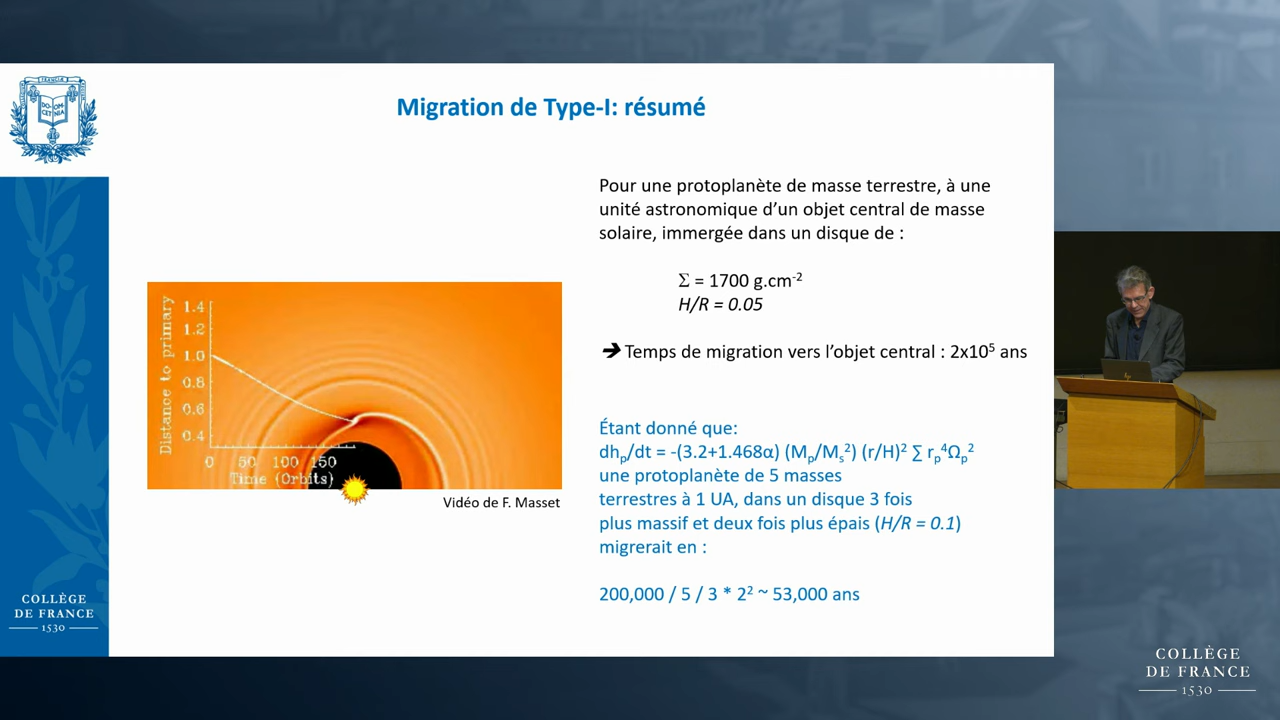 Migration de Type-I: résumé
Pour une protoplanète de masse terrestre, à une
unité astronomique d’un objet central de masse
solaire, immergée dans un disque de :
Σ = 1700 g.cm-2
H/R = 0.05
➔ Temps de migration vers l’objet central : 2x10⁵ ans
Étant donné que:
dhp/dt = -(3.2+1.468α) (Mp/Ms²) (r/H)² ∑ rp⁴Ωp²
une protoplanète de 5 masses
terrestres à 1 UA, dans un disque 3 fois
plus massif et deux fois plus épais (H/R = 0.1)
migrerait en :
200,000 / 5 / 3 * 2² ~ 53,000 ans
Distance to primary
1.4
1.2
1.0
0.8
0.6
0.4
0 50 100 150
Time (Orbits)
Vidéo de F. Masset
COLLÈGE
DE FRANCE
1530
COLLÈGE
DE FRANCE
1530